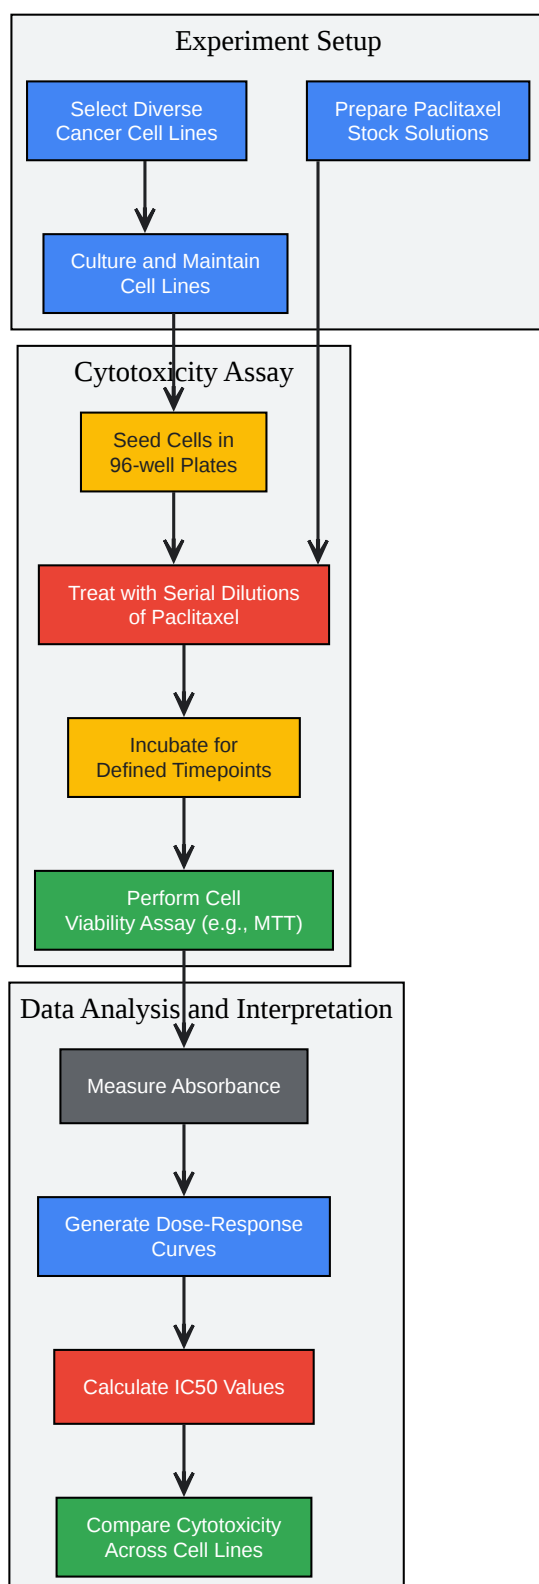 Experiment Setup
Select Diverse
Cancer Cell Lines
Prepare Paclitaxel
Stock Solutions
Culture and Maintain
Cell Lines
Cytotoxicity Assay
Seed Cells in
96-well Plates
Treat with Serial Dilutions
of Paclitaxel
Incubate for
Defined Timepoints
Perform Cell
Viability Assay (e.g., MTT)
Data Analysis and Interpretation
Measure Absorbance
Generate Dose-Response
Curves
Calculate IC50 Values
Compare Cytotoxicity
Across Cell Lines